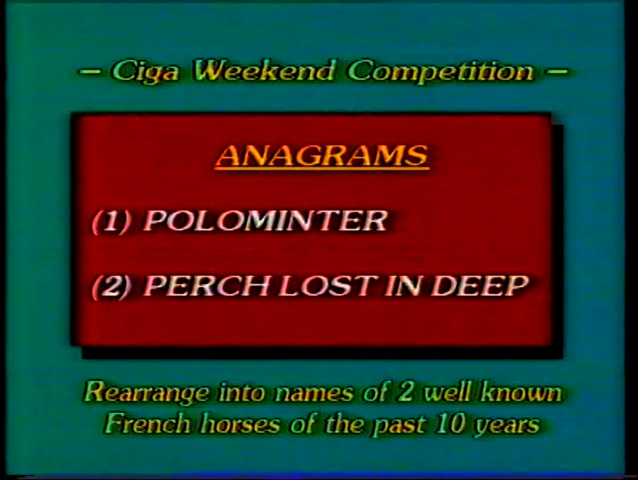 – Ciga Weekend Competition –
ANAGRAMS
(1) POLOMINTER
(2) PERCH LOST IN DEEP
Rearrange into names of 2 well known
French horses of the past 10 years